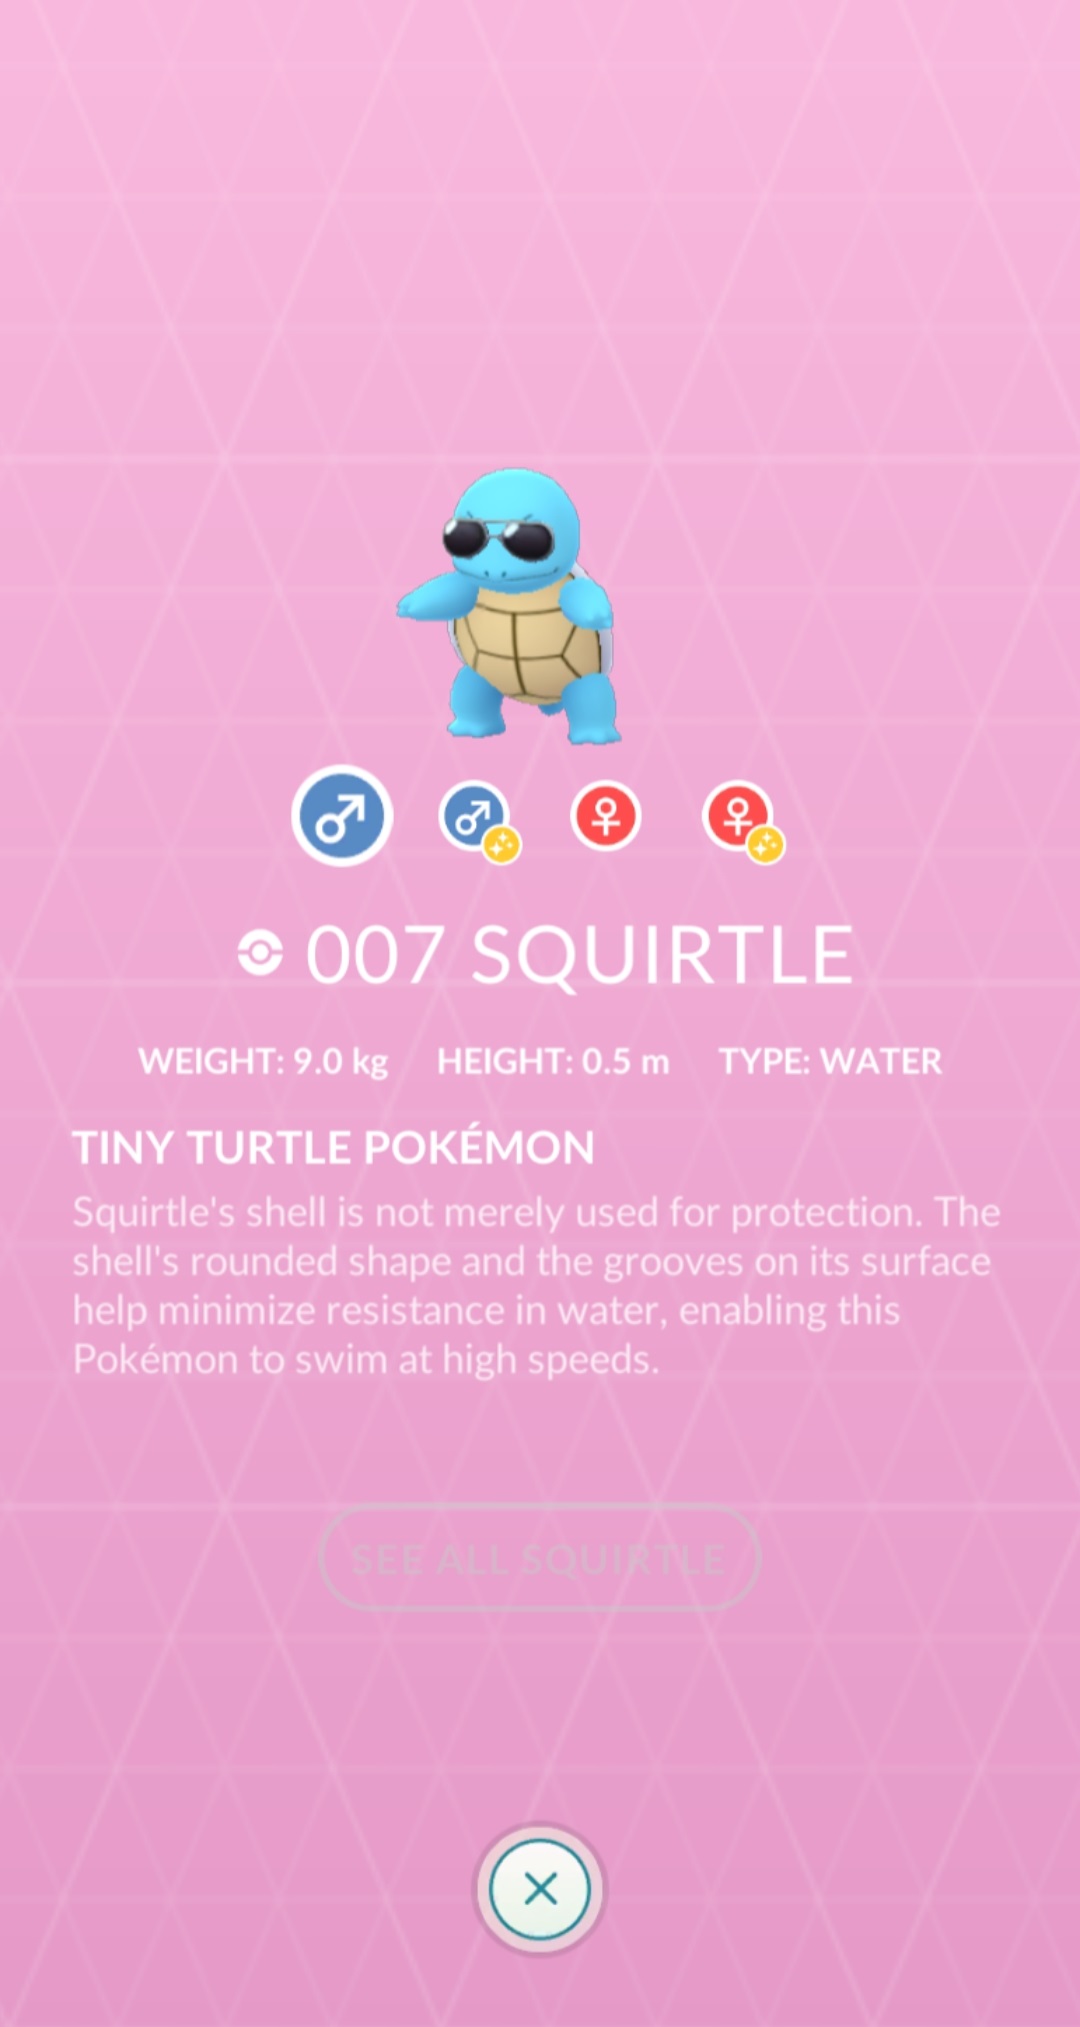 007 SQUIRTLE
WEIGHT: 9.0 kg HEIGHT: 0.5 m TYPE: WATER
TINY TURTLE POKÉMON
Squirtle's shell is not merely used for protection. The
shell's rounded shape and the grooves on its surface
help minimize resistance in water, enabling this
Pokémon to swim at high speeds.
SEE ALL SQUIRTLE